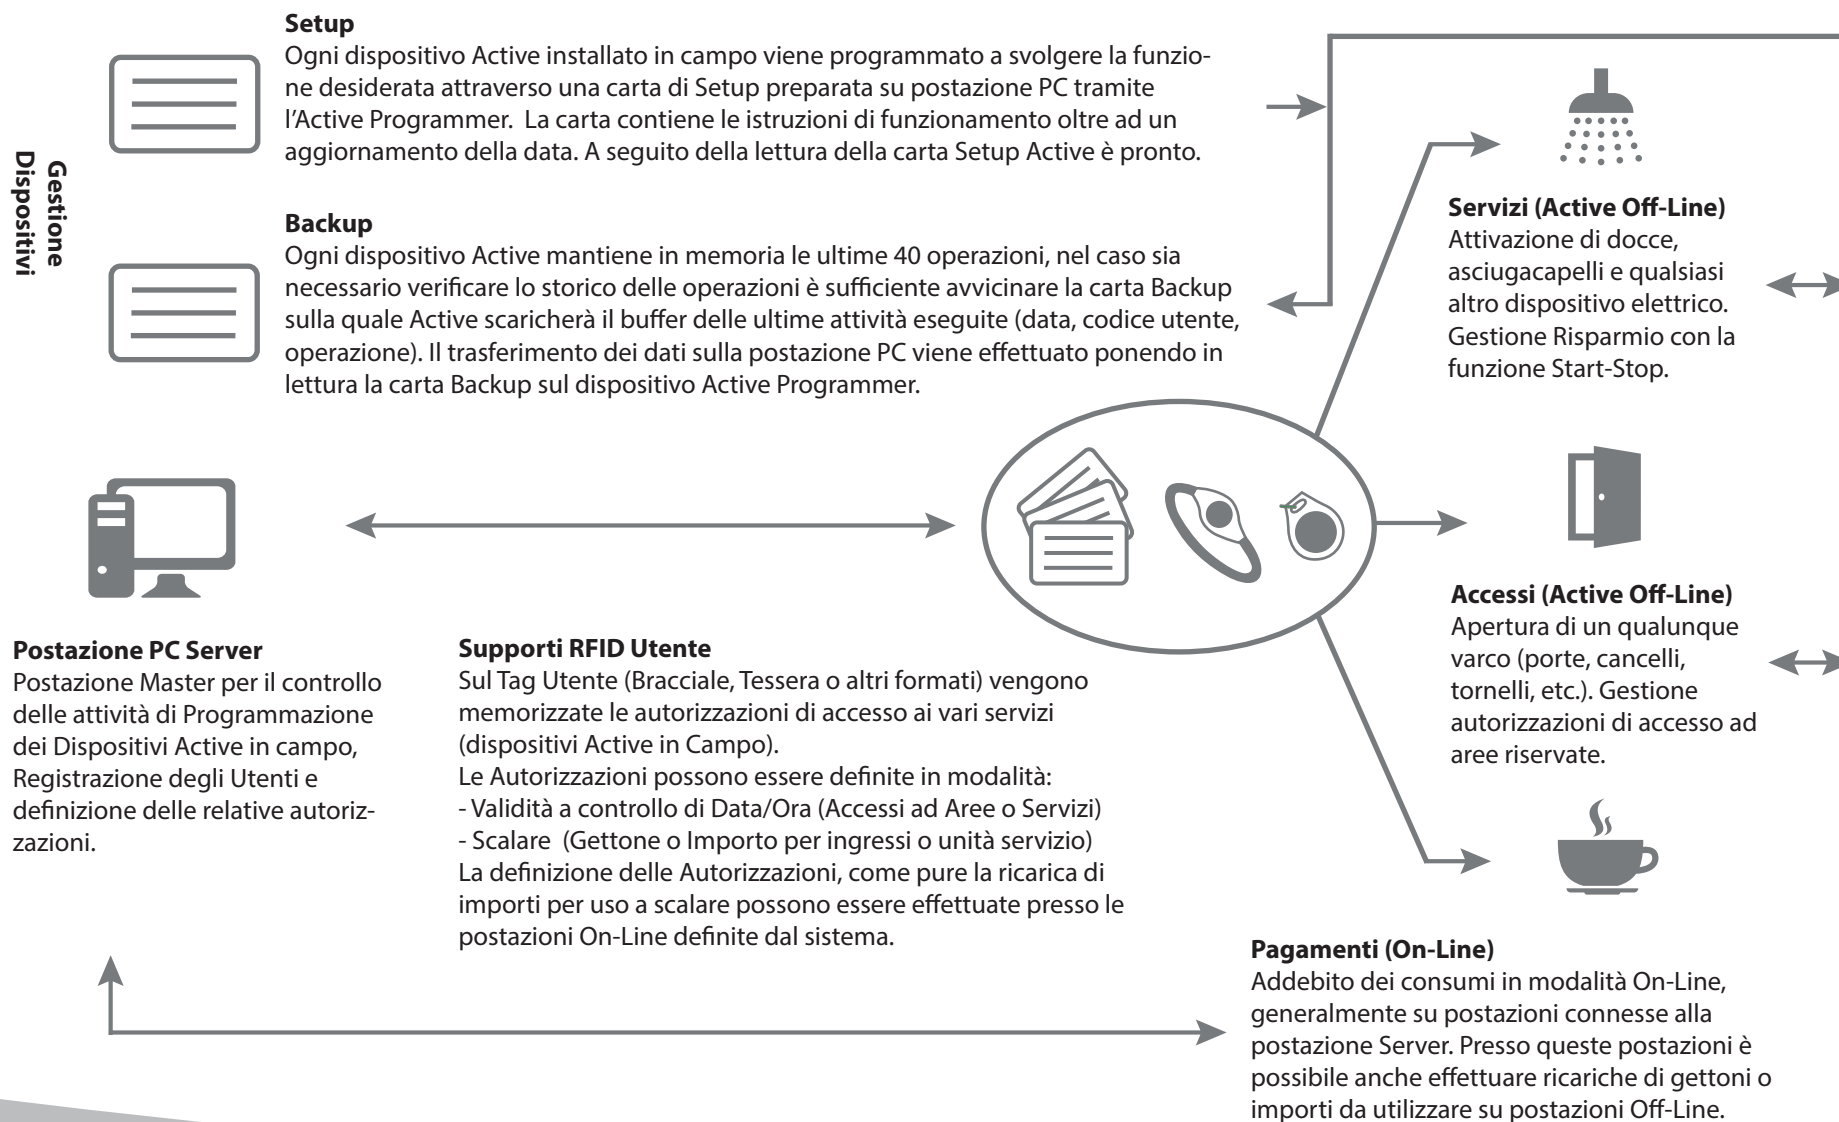 Gestione
Dispositivi
Setup
Ogni dispositivo Active installato in campo viene programmato a svolgere la funzio-
ne desiderata attraverso una carta di Setup preparata su postazione PC tramite
l'Active Programmer.  La carta contiene le istruzioni di funzionamento oltre ad un
aggiornamento della data. A seguito della lettura della carta Setup Active è pronto.
Backup
Ogni dispositivo Active mantiene in memoria le ultime 40 operazioni, nel caso sia
necessario verificare lo storico delle operazioni è sufficiente avvicinare la carta Backup
sulla quale Active scaricherà il buffer delle ultime attività eseguite (data, codice utente,
operazione). Il trasferimento dei dati sulla postazione PC viene effettuato ponendo in
lettura la carta Backup sul dispositivo Active Programmer.
Servizi (Active Off-Line)
Attivazione di docce,
asciugacapelli e qualsiasi
altro dispositivo elettrico.
Gestione Risparmio con la
funzione Start-Stop.
Postazione PC Server
Postazione Master per il controllo
delle attività di Programmazione
dei Dispositivi Active in campo,
Registrazione degli Utenti e
definizione delle relative autoriz-
zazioni.
Supporti RFID Utente
Sul Tag Utente (Bracciale, Tessera o altri formati) vengono
memorizzate le autorizzazioni di accesso ai vari servizi
(dispositivi Active in Campo).
Le Autorizzazioni possono essere definite in modalità:
- Validità a controllo di Data/Ora (Accessi ad Aree o Servizi)
- Scalare  (Gettone o Importo per ingressi o unità servizio)
La definizione delle Autorizzazioni, come pure la ricarica di
importi per uso a scalare possono essere effettuate presso le
postazioni On-Line definite dal sistema.
Accessi (Active Off-Line)
Apertura di un qualunque
varco (porte, cancelli,
tornelli, etc.). Gestione
autorizzazioni di accesso ad
aree riservate.
Pagamenti (On-Line)
Addebito dei consumi in modalità On-Line,
generalmente su postazioni connesse alla
postazione Server. Presso queste postazioni è
possibile anche effettuare ricariche di gettoni o
importi da utilizzare su postazioni Off-Line.